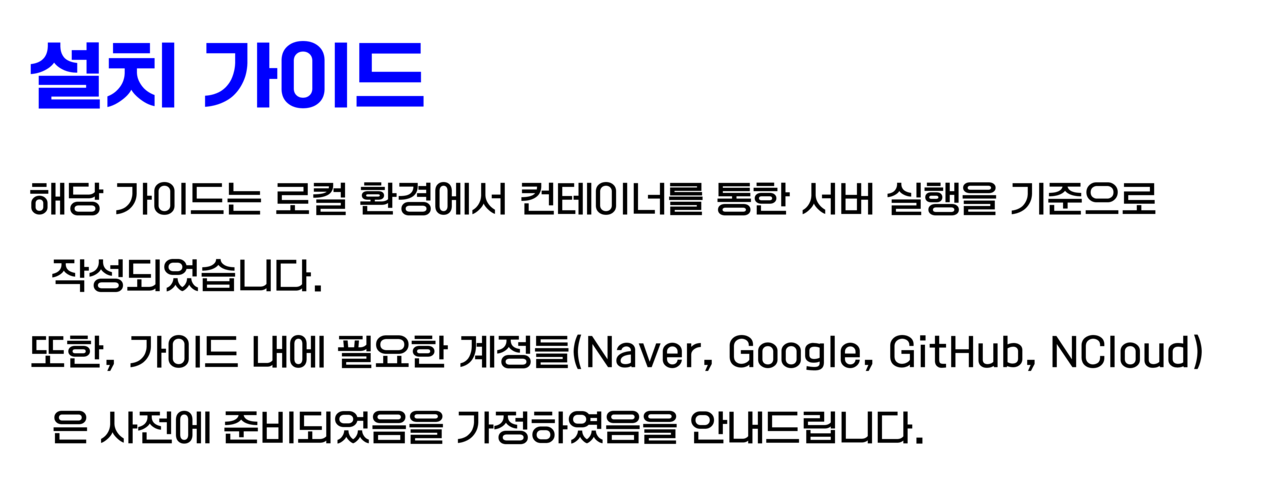 설치 가이드
해당 가이드는 로컬 환경에서 컨테이너를 통한 서버 실행을 기준으로
작성되었습니다.
또한, 가이드 내에 필요한 계정들(Naver, Google, GitHub, NCloud)
은 사전에 준비되었음을 가정하였음을 안내드립니다.